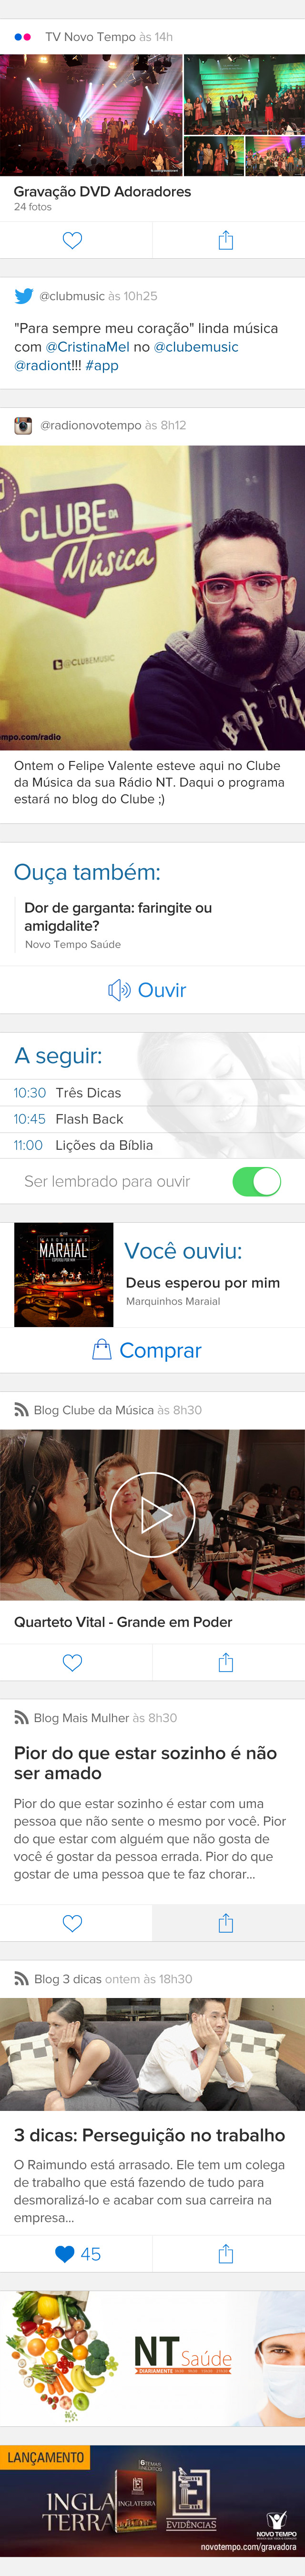 TV Novo Tempo às 14h
Gravação DVD Adoradores
24 fotos
@clubmusic às 10h25
"Para sempre meu coração" linda música
com @CristinaMel no @clubemusic
@radiont!!! #app
@radionovotempo às 8h12
CLUBE DA
Música
@CLUBEMUSIC
mpo.com/radio
Ontem o Felipe Valente esteve aqui no Clube
da Música da sua Rádio NT. Daqui o programa
estará no blog do Clube ;)
Ouça também:
Dor de garganta: faringite ou
amigdalite?
Novo Tempo Saúde
Ouvir
A seguir:
10:30 Três Dicas
10:45 Flash Back
11:00 Lições da Bíblia
Ser lembrado para ouvir
MARAIAL
Você ouviu:
Deus esperou por mim
Marquinhos Maraial
Comprar
Blog Clube da Música às 8h30
Quarteto Vital - Grande em Poder
Blog Mais Mulher às 8h30
Pior do que estar sozinho é não
ser amado
Pior do que estar sozinho é estar com uma
pessoa que não sente o mesmo por você. Pior
do que estar com alguém que não gosta de
você é gostar da pessoa errada. Pior do que
gostar de uma pessoa que te faz chorar...
Blog 3 dicas ontem às 18h30
3 dicas: Perseguição no trabalho
O Raimundo está arrasado. Ele tem um colega
de trabalho que está fazendo de tudo para
desmoralizá-lo e acabar com sua carreira na
empresa...
45
NT Saúde
DIARIAMENTE
LANÇAMENTO
INGLA
TERRA
INGLATERRA
EVIDÊNCIAS
NOVO TEMPO
novotempo.com/gravadora